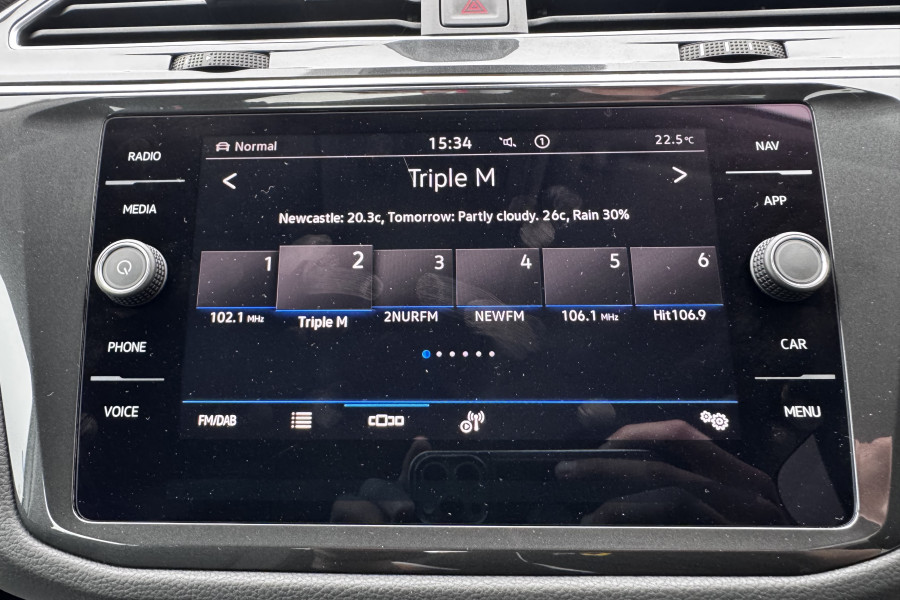 RADIO
MEDIA
PHONE
VOICE
Normal 15:34 1 22.5°C
< Triple M >
Newcastle: 20.3c, Tomorrow: Partly cloudy. 26c, Rain 30%
1 2 3 4 5 6
102.1 MHz Triple M 2NURFM NEWFM 106.1 MHz Hit106.9
FM/DAB
NAV
APP
CAR
MENU